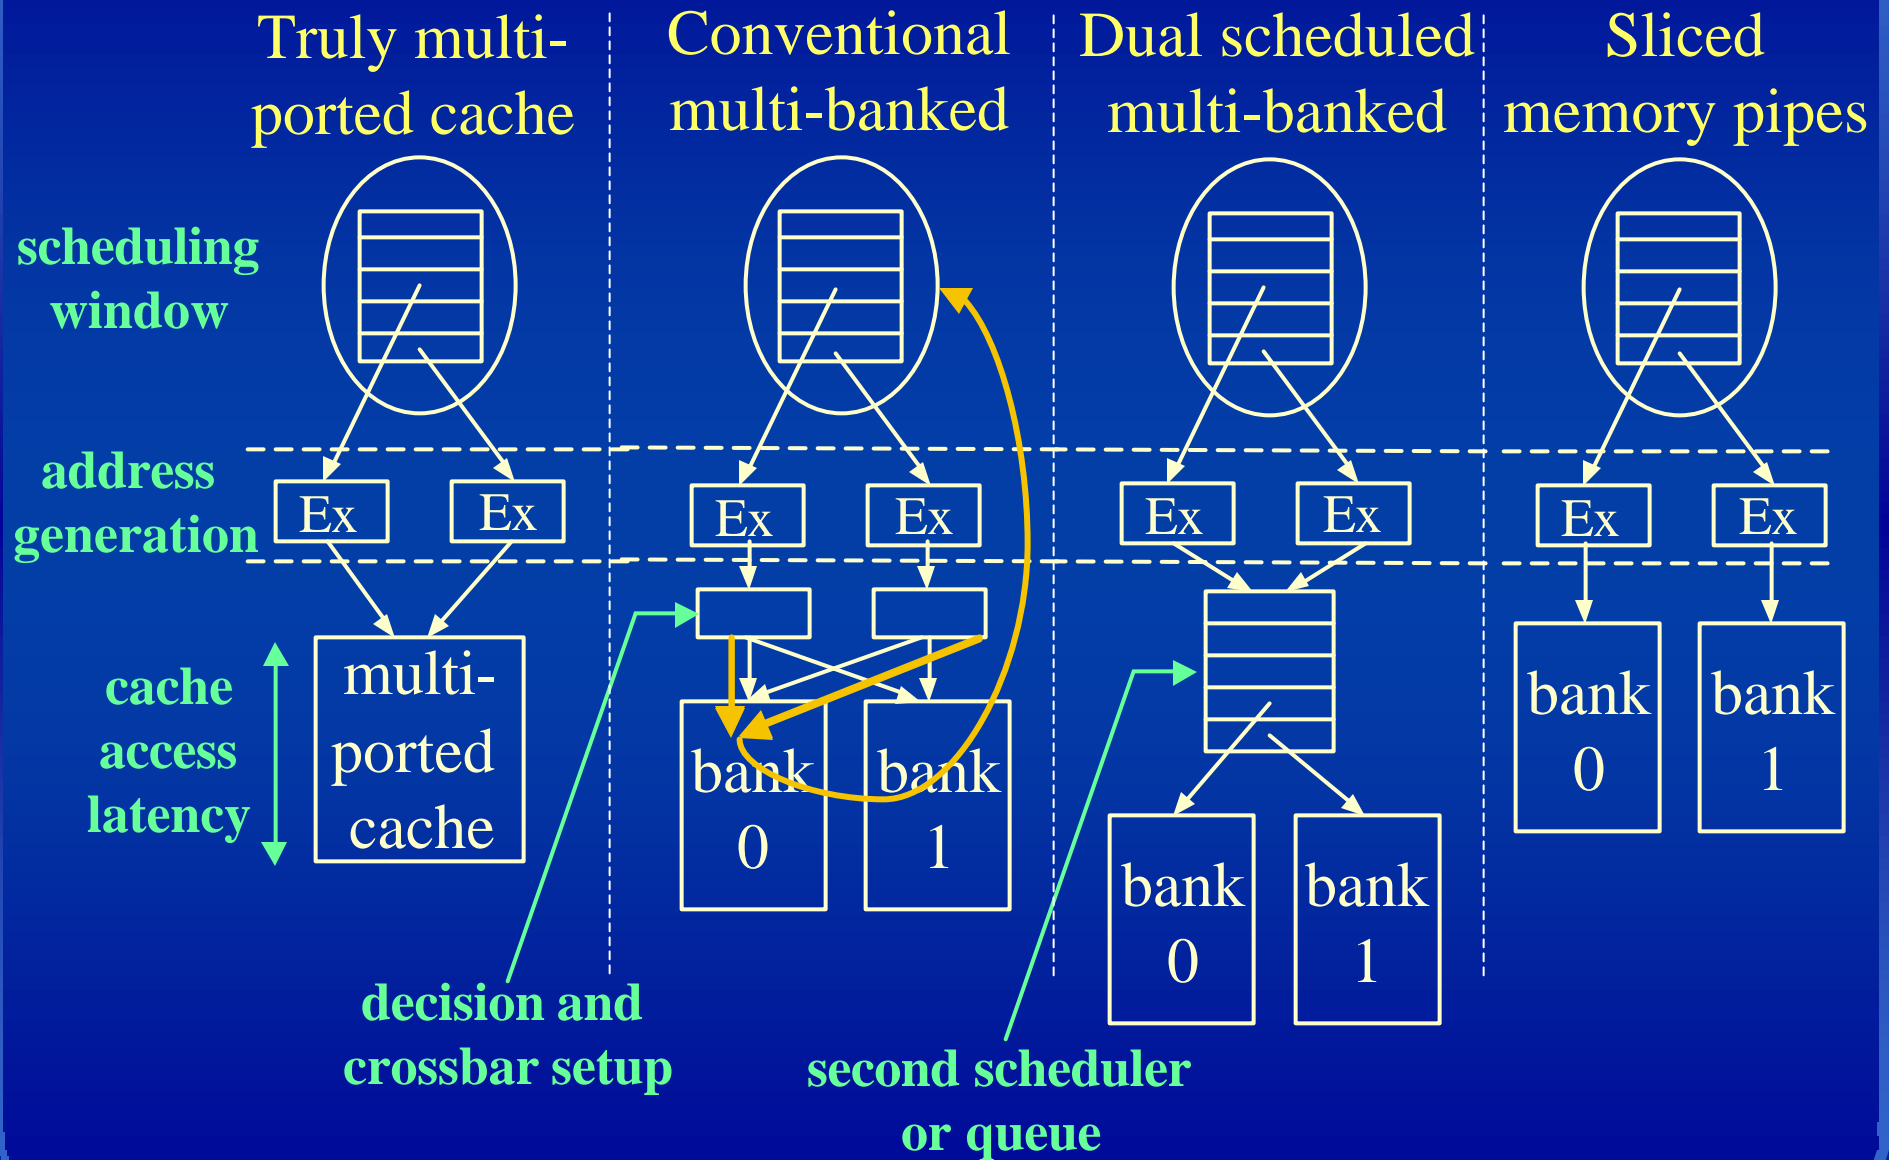 Truly multi-
ported cache
Conventional
multi-banked
Dual scheduled
multi-banked
Sliced
memory pipes
scheduling
window
address
generation
Ex
Ex
Ex
Ex
Ex
Ex
Ex
Ex
cache
access
latency
multi-
ported
cache
bank
0
bank
1
bank
0
bank
1
bank
0
bank
1
decision and
crossbar setup
second scheduler
or queue